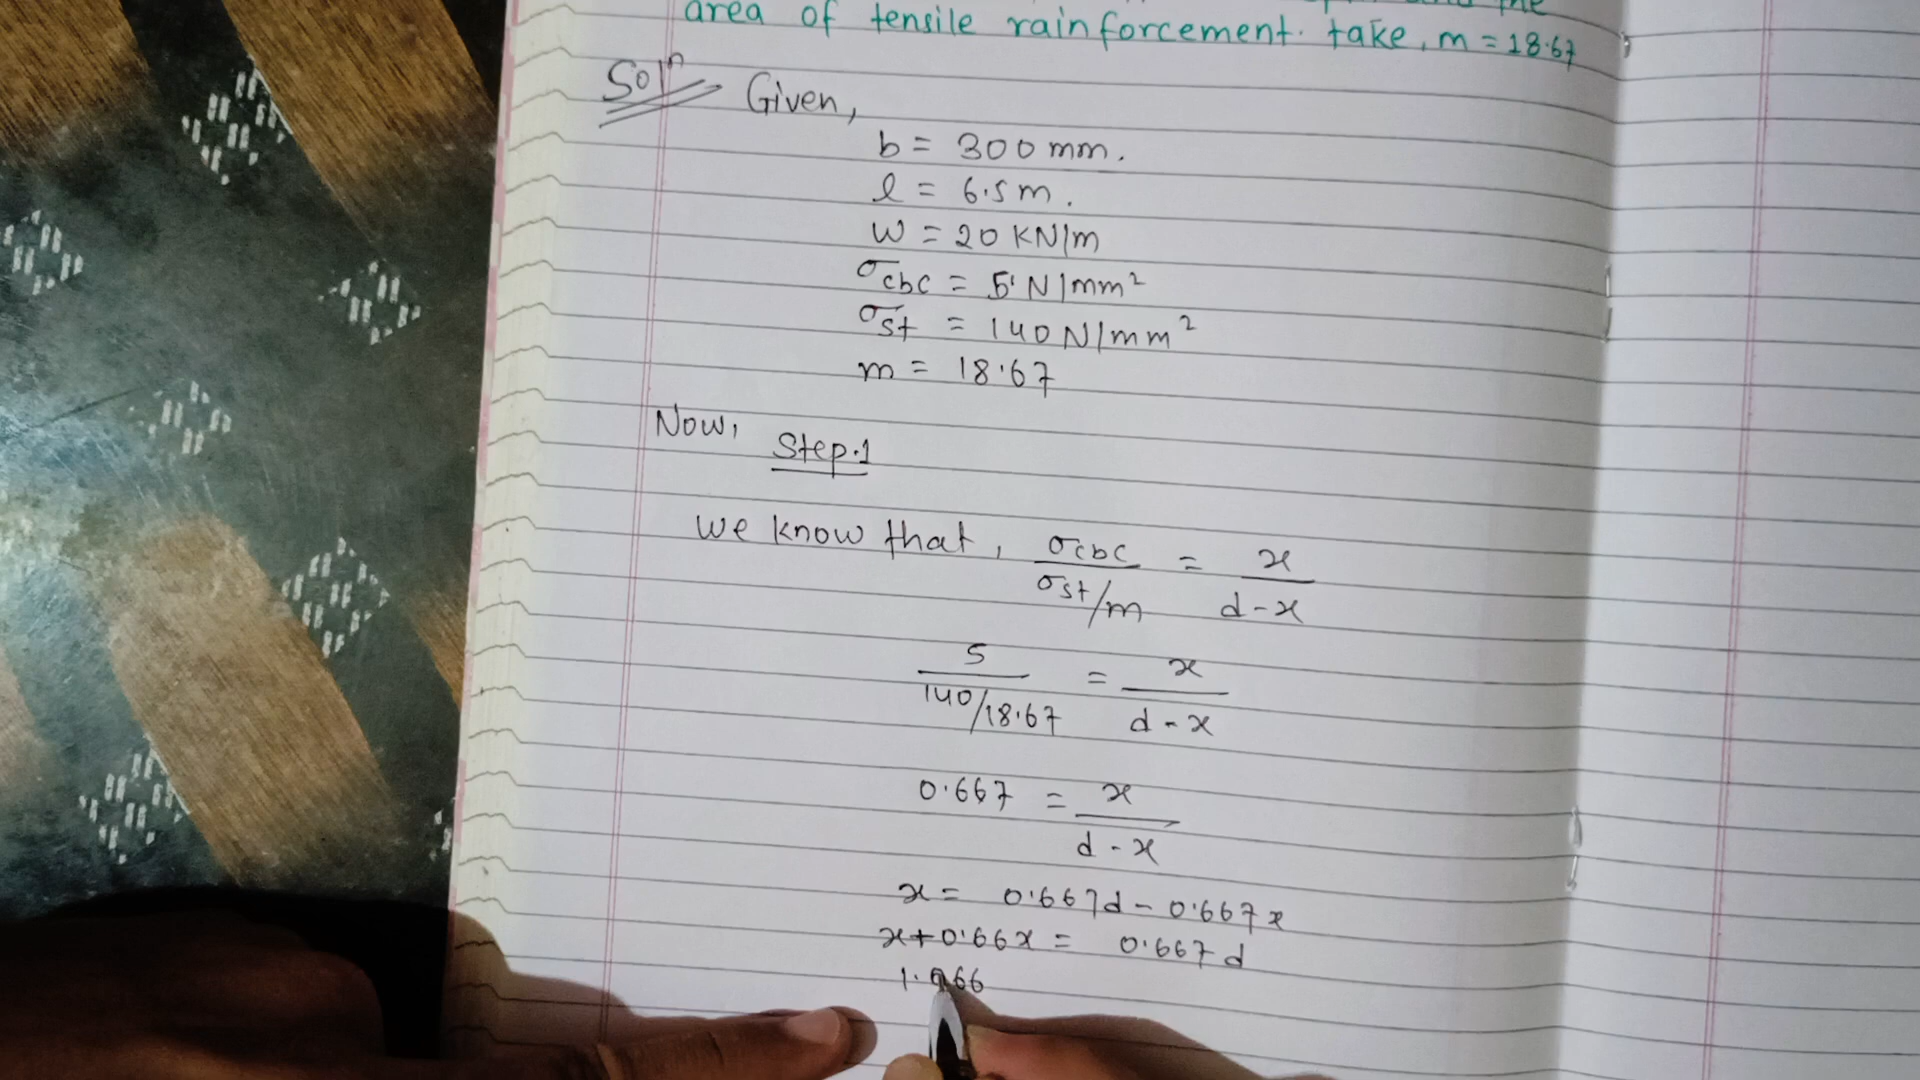 the
area of tensile rainforcement. take, m = 18.67
Solⁿ Given,
b = 300 mm.
l = 6.5 m.
W = 20 KN/m
σcbc = 5 N/mm²
σst = 140 N/mm²
m = 18.67
Now, Step.1
we know that, σcbc / σst/m = x / d-x
5 / 140/18.67 = x / d-x
0.667 = x / d-x
x = 0.667d - 0.667x
x+0.66x = 0.667d